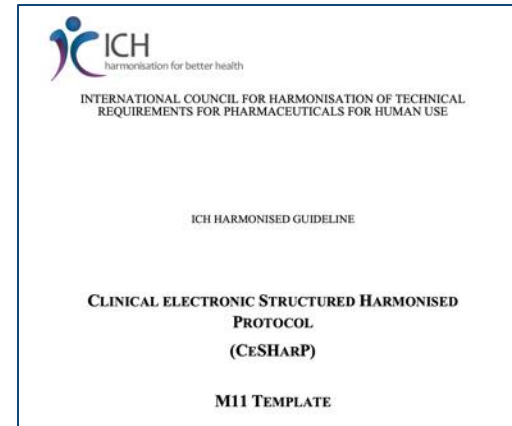 ICH
harmonisation for better health
INTERNATIONAL COUNCIL FOR HARMONISATION OF TECHNICAL
REQUIREMENTS FOR PHARMACEUTICALS FOR HUMAN USE
ICH HARMONISED GUIDELINE
CLINICAL ELECTRONIC STRUCTURED HARMONISED
PROTOCOL
(CESHARP)
M11 TEMPLATE